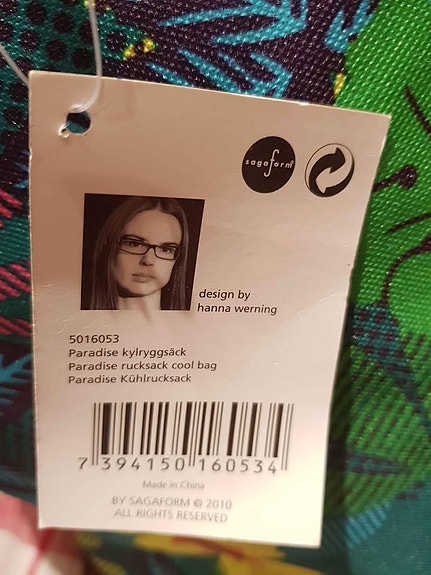 sagaform
design by
hanna werning
5016053
Paradise kylryggsäck
Paradise rucksack cool bag
Paradise Kühlrucksack
7 394150 160534
Made in China
BY SAGAFORM © 2010
ALL RIGHTS RESERVED